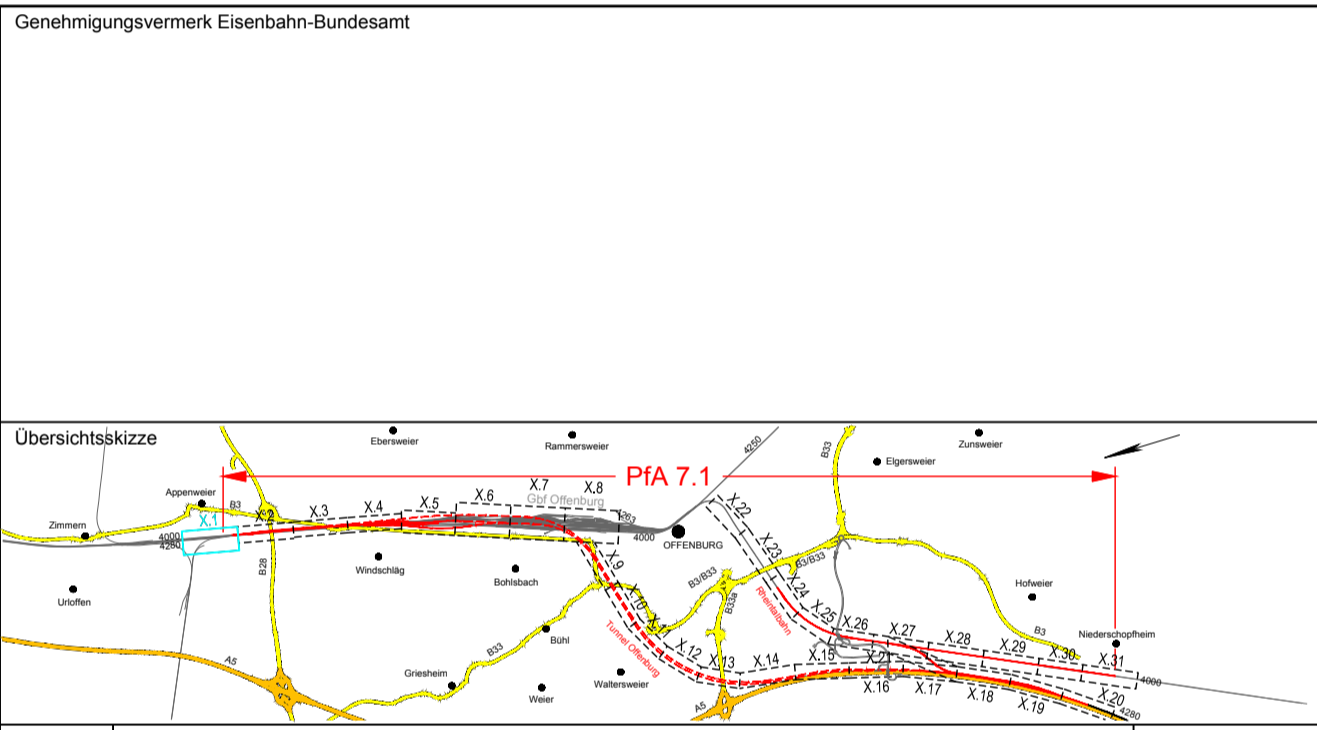 Genehmigungsvermerk Eisenbahn-Bundesamt
Übersichtsskizze
Ebersweier
Rammersweier
4250
B33
Zunsweier
Elgersweier
PfA 7.1
Appenweier
B3
X.1
X.2
X.3
X.4
X.5
X.6
X.7
X.8
Gbf Offenburg
4263
X.22
Zimmern
4000
4280
4000
OFFENBURG
B28
Windschläg
Bohlsbach
X.9
X.23
B3/B33
B3/B33
B33a
X.24
Hofweier
Urloffen
X.10
Rheintalbahn
X.25
X.26
X.27
X.28
X.29
X.30
X.31
B3
Niederschopfheim
X.11
Bühl
Tunnel Offenburg
B33
X.12
X.13
X.14
X.15
X.21
A5
Griesheim
Weier
Waltersweier
X.16
X.17
X.18
X.19
X.20
4000
A5
4280